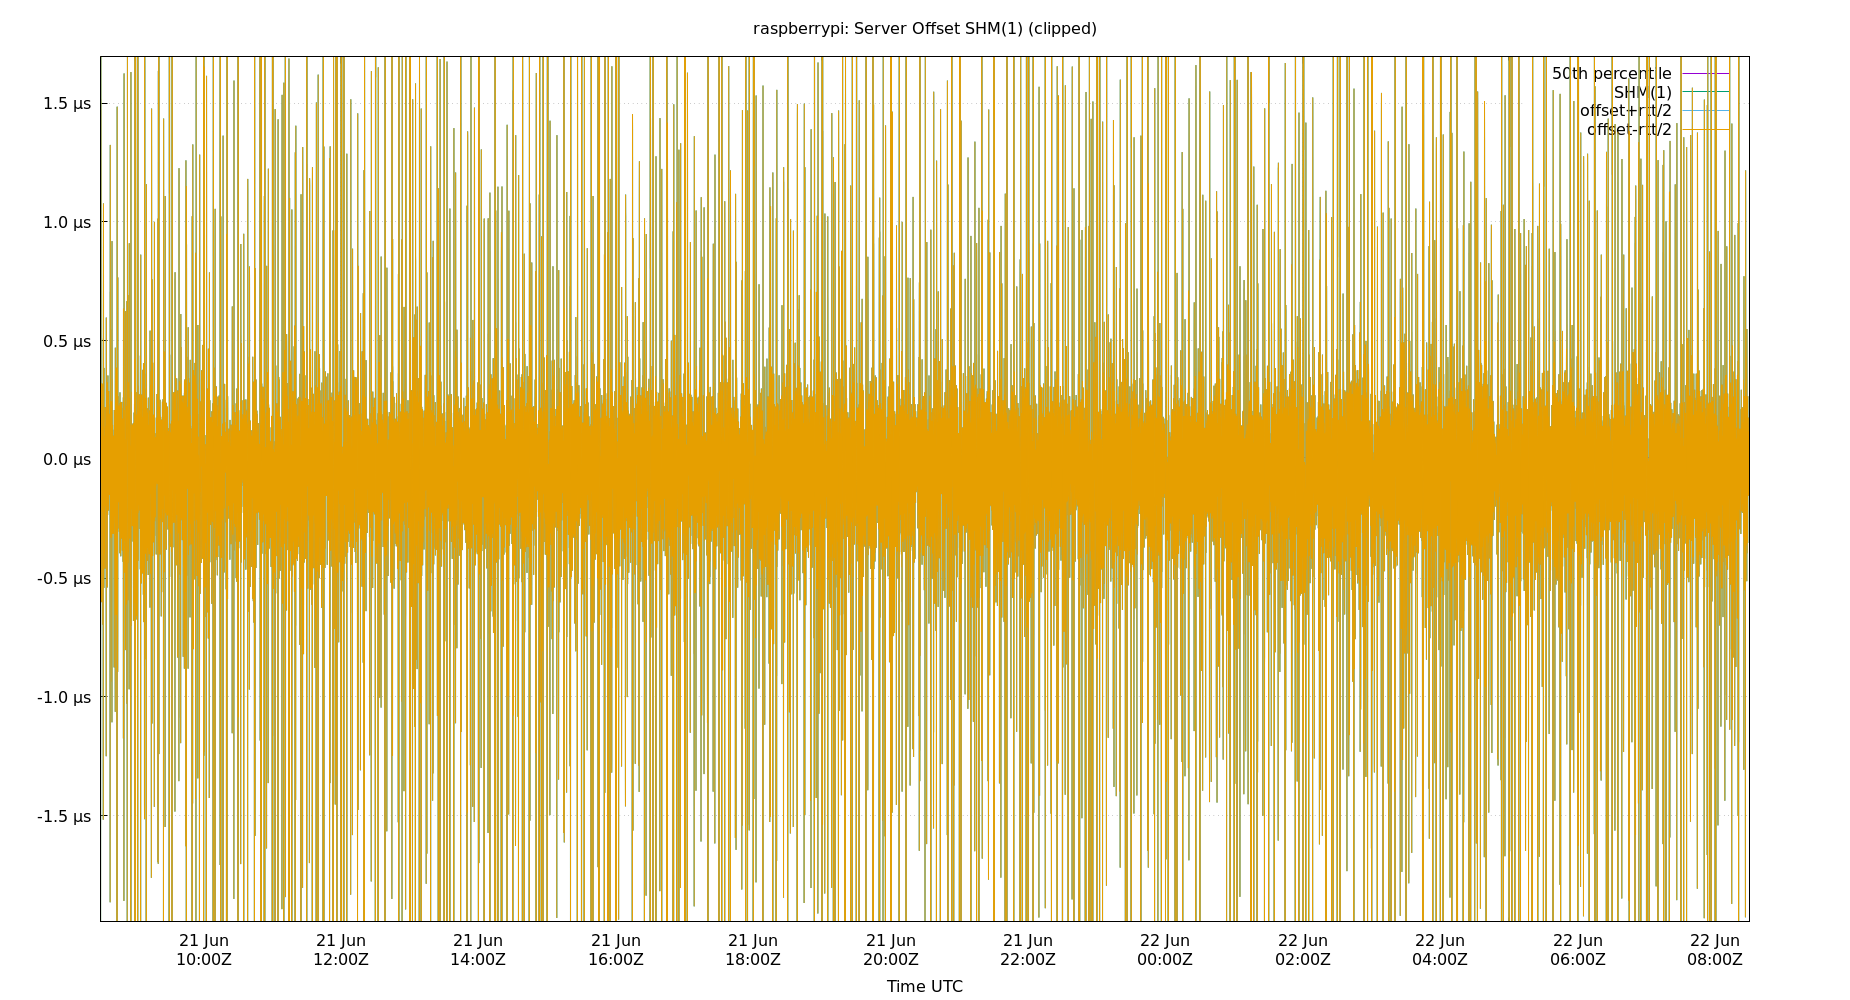 raspberrypi: Server Offset SHM(1) (clipped)
50th percentile
SHM(1)
offset+rtt/2
offset-rtt/2
1.5 µs
1.0 µs
0.5 µs
0.0 µs
-0.5 µs
-1.0 µs
-1.5 µs
21 Jun 21 Jun 21 Jun 21 Jun 21 Jun 21 Jun 21 Jun 22 Jun 22 Jun 22 Jun 22 Jun 22 Jun
10:00Z 12:00Z 14:00Z 16:00Z 18:00Z 20:00Z 22:00Z 00:00Z 02:00Z 04:00Z 06:00Z 08:00Z
Time UTC